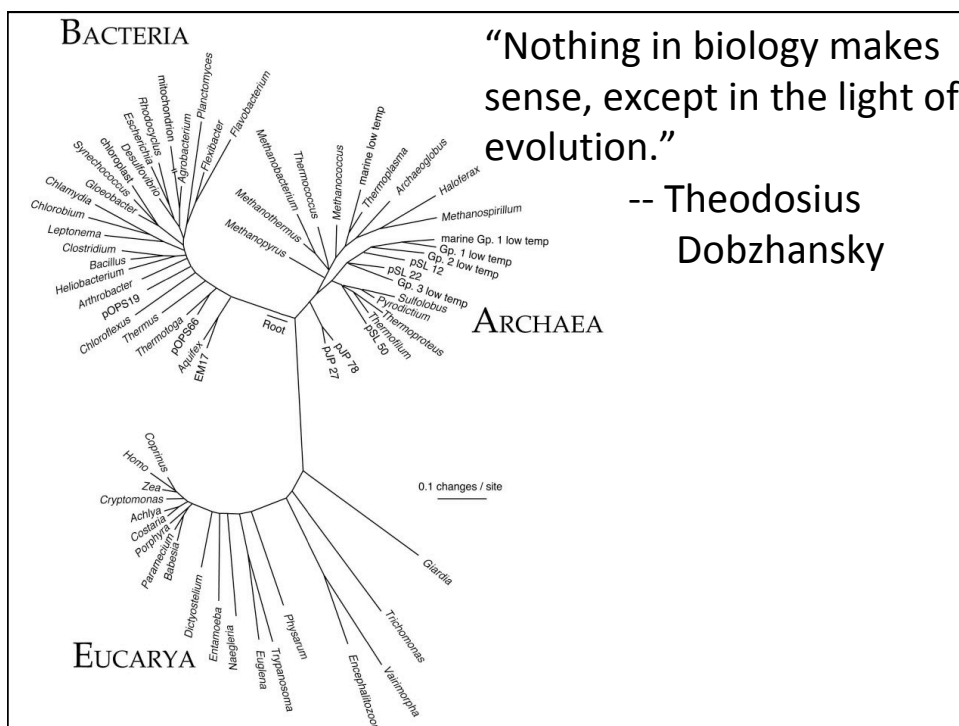 BACTERIA
“Nothing in biology makes
sense, except in the light of
evolution.”
-- Theodosius
Dobzhansky
Planctomyces
Flavobacterium
Flexibacter
Agrobacterium
mitochondrion
Rhodocyclus
Escherichia
Desulfovibrio
chloroplast
Synechococcus
Gloeobacter
Chlamydia
Chlorobium
Leptonema
Clostridium
Bacillus
Heliobacterium
Arthrobacter
pOPS19
Chloroflexus
Thermus
Thermotoga
pOPS66
Aquifex
EM17
Root
Methanopyrus
Methanothermus
Methanobacterium
Thermococcus
Methanococcus
marine low temp
Thermoplasma
Archaeoglobus
Haloferax
Methanospirillum
marine Gp. 1 low temp
Gp. 1 low temp
Gp. 2 low temp
pSL 12
pSL 22
Gp. 3 low temp
Sulfolobus
Pyrodictium
Thermoproteus
Thermofilum
pSL 50
pJP 78
pJP 27
ARCHAEA
0.1 changes / site
Coprinus
Homo
Zea
Cryptomonas
Achlya
Costaria
Porphyra
Paramecium
Babesia
Dictyostelium
Entamoeba
Naegleria
Euglena
Trypanosoma
Physarum
Encephalitozoon
Vairimorpha
Trichomonas
Giardia
EUCARYA